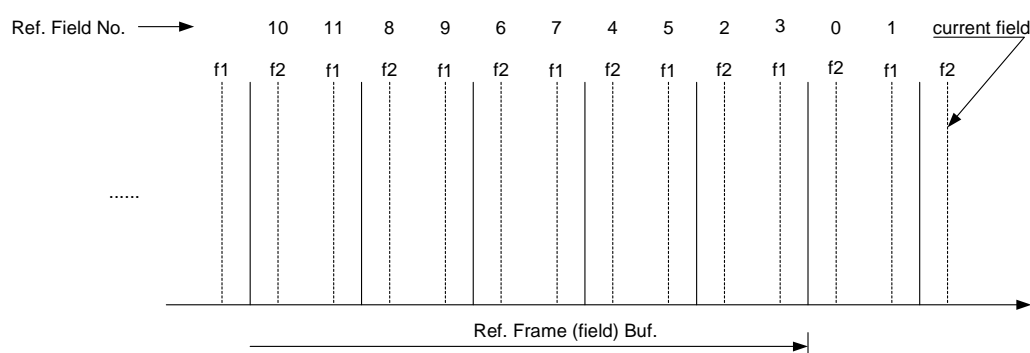 Ref. Field No. 10 11 8 9 6 7 4 5 2 3 0 1 current field
f1 f2 f1 f2 f1 f2 f1 f2 f1 f2 f1 f2 f1 f2
......
Ref. Frame (field) Buf.